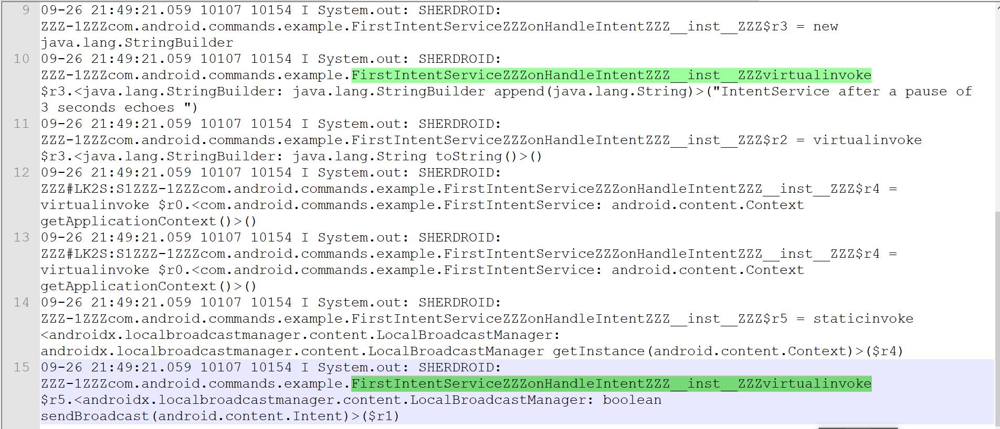 9 09-26 21:49:21.059 10107 10154 I System.out: SHERDROID:
ZZZ-1ZZZcom.android.commands.example.FirstIntentServiceZZZonHandleIntentZZZ__inst__ZZZ$r3 = new
java.lang.StringBuilder
10 09-26 21:49:21.059 10107 10154 I System.out: SHERDROID:
ZZZ-1ZZZcom.android.commands.example.FirstIntentServiceZZZonHandleIntentZZZ__inst__ZZZvirtualinvoke
$r3.<java.lang.StringBuilder: java.lang.StringBuilder append(java.lang.String)>("IntentService after a pause of
3 seconds echoes ")
11 09-26 21:49:21.059 10107 10154 I System.out: SHERDROID:
ZZZ-1ZZZcom.android.commands.example.FirstIntentServiceZZZonHandleIntentZZZ__inst__ZZZ$r2 = virtualinvoke
$r3.<java.lang.StringBuilder: java.lang.String toString()>()
12 09-26 21:49:21.059 10107 10154 I System.out: SHERDROID:
ZZZ#LK2S:S1ZZZ-1ZZZcom.android.commands.example.FirstIntentServiceZZZonHandleIntentZZZ__inst__ZZZ$r4 =
virtualinvoke $r0.<com.android.commands.example.FirstIntentService: android.content.Context
getApplicationContext()>()
13 09-26 21:49:21.059 10107 10154 I System.out: SHERDROID:
ZZZ#LK2S:S1ZZZ-1ZZZcom.android.commands.example.FirstIntentServiceZZZonHandleIntentZZZ__inst__ZZZ$r4 =
virtualinvoke $r0.<com.android.commands.example.FirstIntentService: android.content.Context
getApplicationContext()>()
14 09-26 21:49:21.059 10107 10154 I System.out: SHERDROID:
ZZZ-1ZZZcom.android.commands.example.FirstIntentServiceZZZonHandleIntentZZZ__inst__ZZZ$r5 = staticinvoke
<androidx.localbroadcastmanager.content.LocalBroadcastManager:
androidx.localbroadcastmanager.content.LocalBroadcastManager getInstance(android.content.Context)>($r4)
15 09-26 21:49:21.059 10107 10154 I System.out: SHERDROID:
ZZZ-1ZZZcom.android.commands.example.FirstIntentServiceZZZonHandleIntentZZZ__inst__ZZZvirtualinvoke
$r5.<androidx.localbroadcastmanager.content.LocalBroadcastManager: boolean
sendBroadcast(android.content.Intent)>($r1)